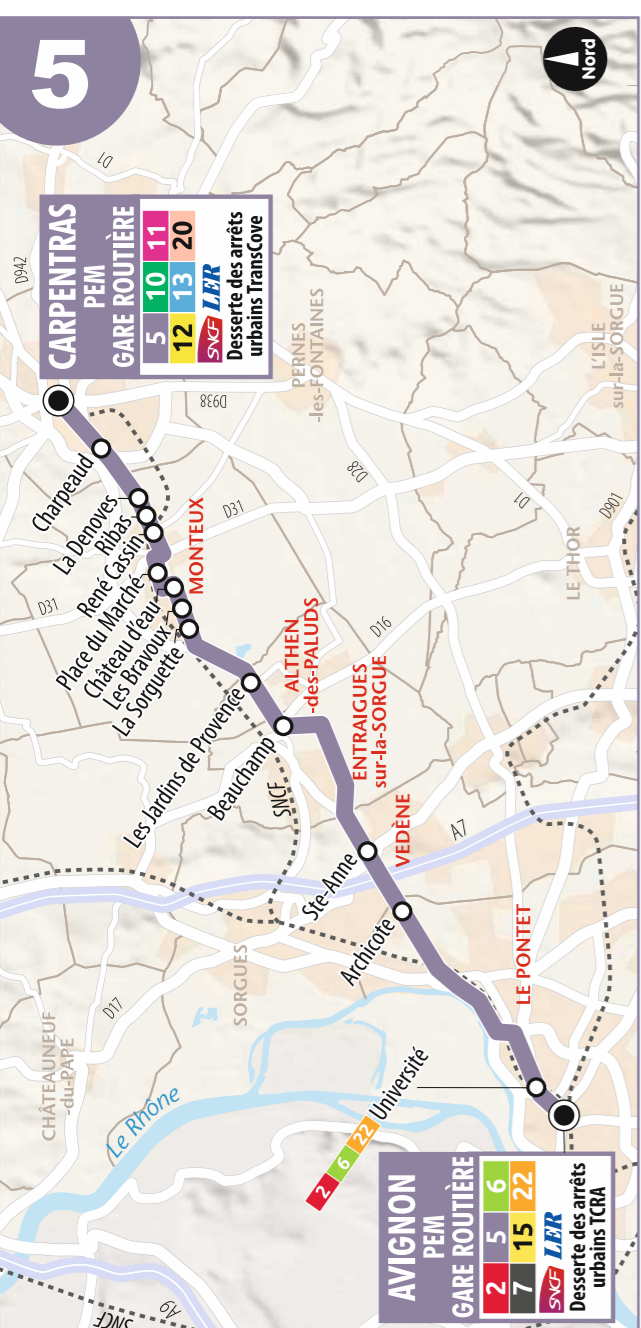 5
Nord
D1
D942
CARPENTRAS
PEM
GARE ROUTIÈRE
5 10 11
12 13 20
SNCF LER
Desserte des arrêts
urbains TransCove
PERNES
-les-FONTAINES
L'ISLE
sur-la-SORGUE
D938
D28
D1
D901
D31
D31
LE THOR
D16
Charpeaud
La Denoves
Ribas
René Cassin
Place du Marché
Château d'eau
Les Bravoux
La Sorguette
MONTEUX
Les Jardins de Provence
Beauchamp
ALTHEN
-des-PALUDS
SNCF
ENTRAIGUES
sur-la-SORGUE
Ste-Anne
VEDÈNE
A7
Archicote
LE PONTET
SORGUES
D17
CHÂTEAUNEUF
-du-PAPE
Le Rhône
2 6 22 Université
AVIGNON
PEM
GARE ROUTIÈRE
2 5 6
7 15 22
SNCF LER
Desserte des arrêts
urbains TCRA
A9
SNCF